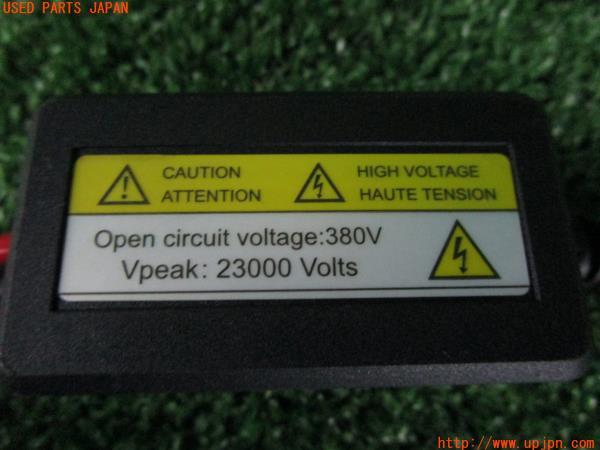 USED PARTS JAPAN
CAUTION
ATTENTION
HIGH VOLTAGE
HAUTE TENSION
Open circuit voltage:380V
Vpeak: 23000 Volts
http://www.upjpn.com/